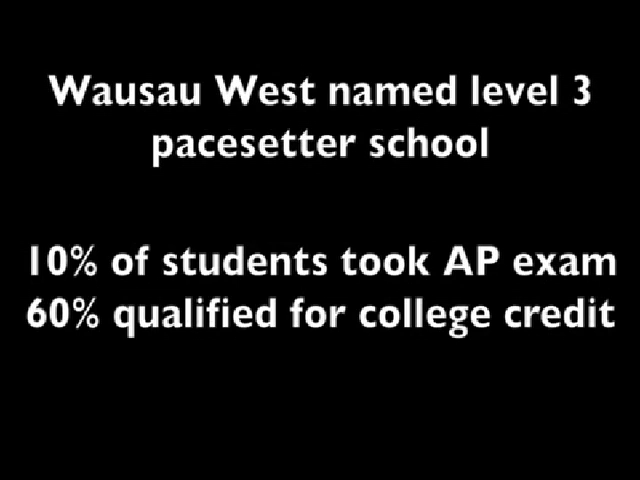 Wausau West named level 3
pacesetter school
10% of students took AP exam
60% qualified for college credit